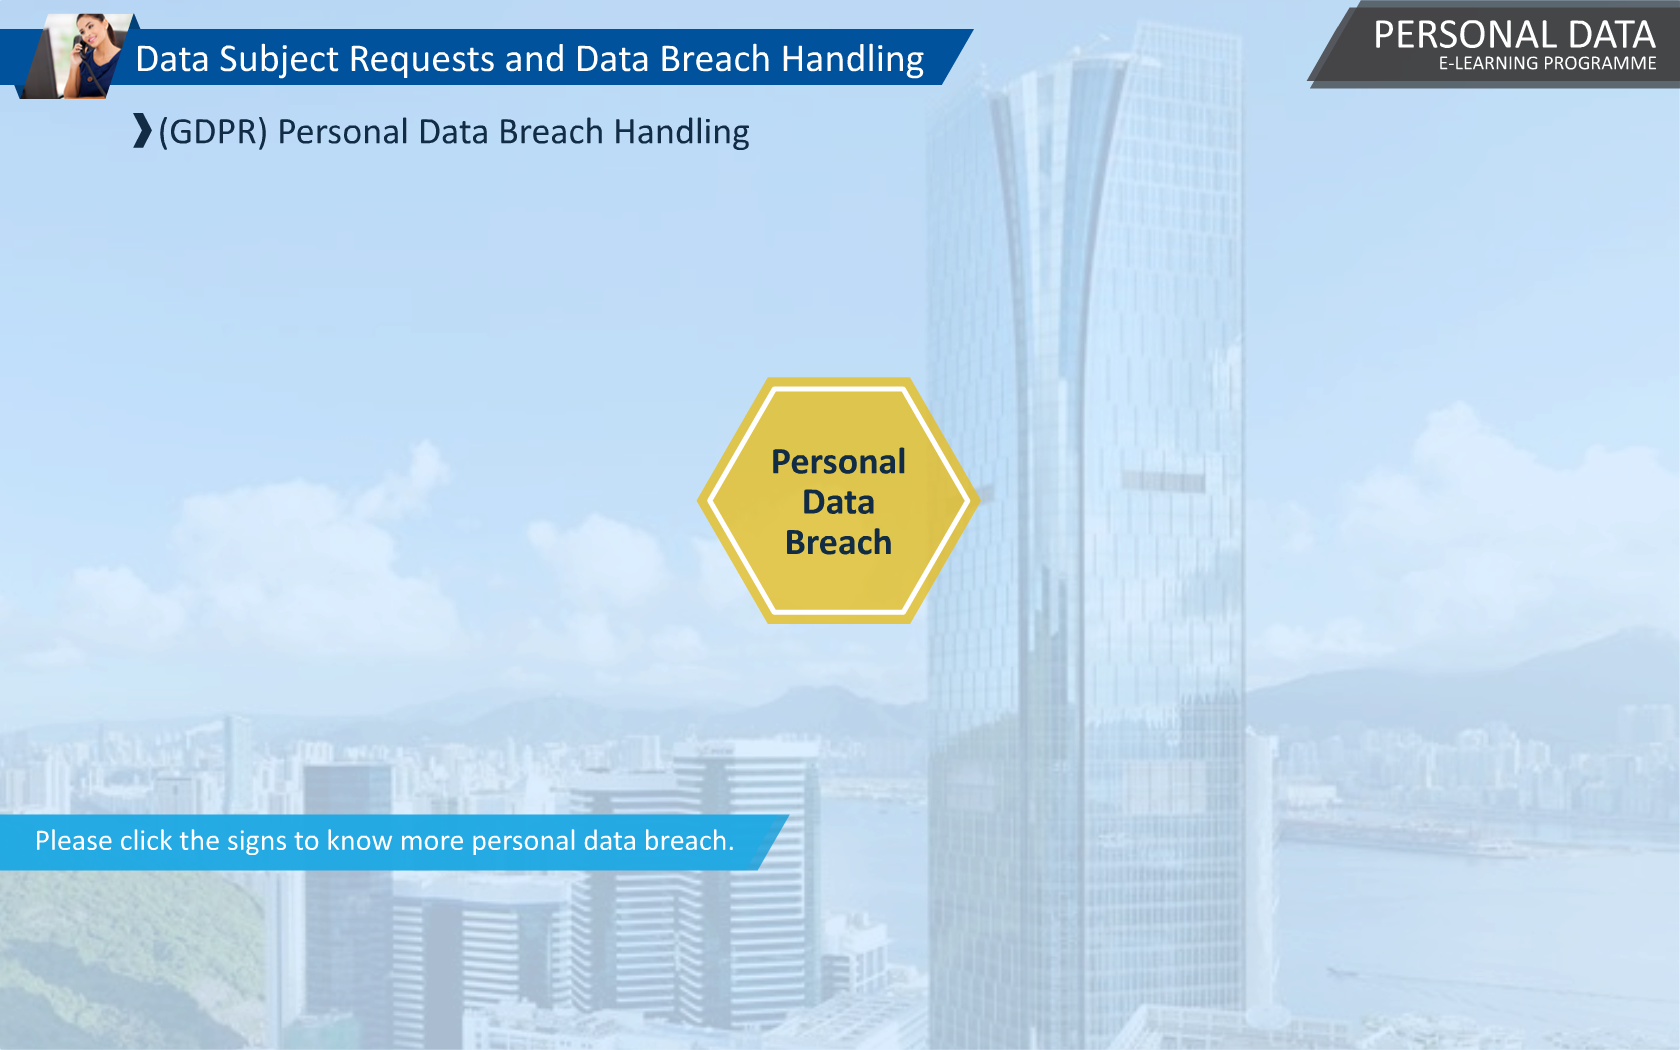 Data Subject Requests and Data Breach Handling
PERSONAL DATA
E-LEARNING PROGRAMME
(GDPR) Personal Data Breach Handling
Personal
Data
Breach
Please click the signs to know more personal data breach.